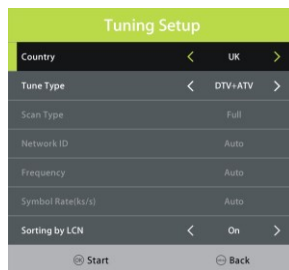 Tuning Setup
Country < UK >
Tune Type < DTV+ATV >
Scan Type Full
Network ID Auto
Frequency Auto
Symbol Rate(ks/s) Auto
Sorting by LCN < On >
OK Start Back